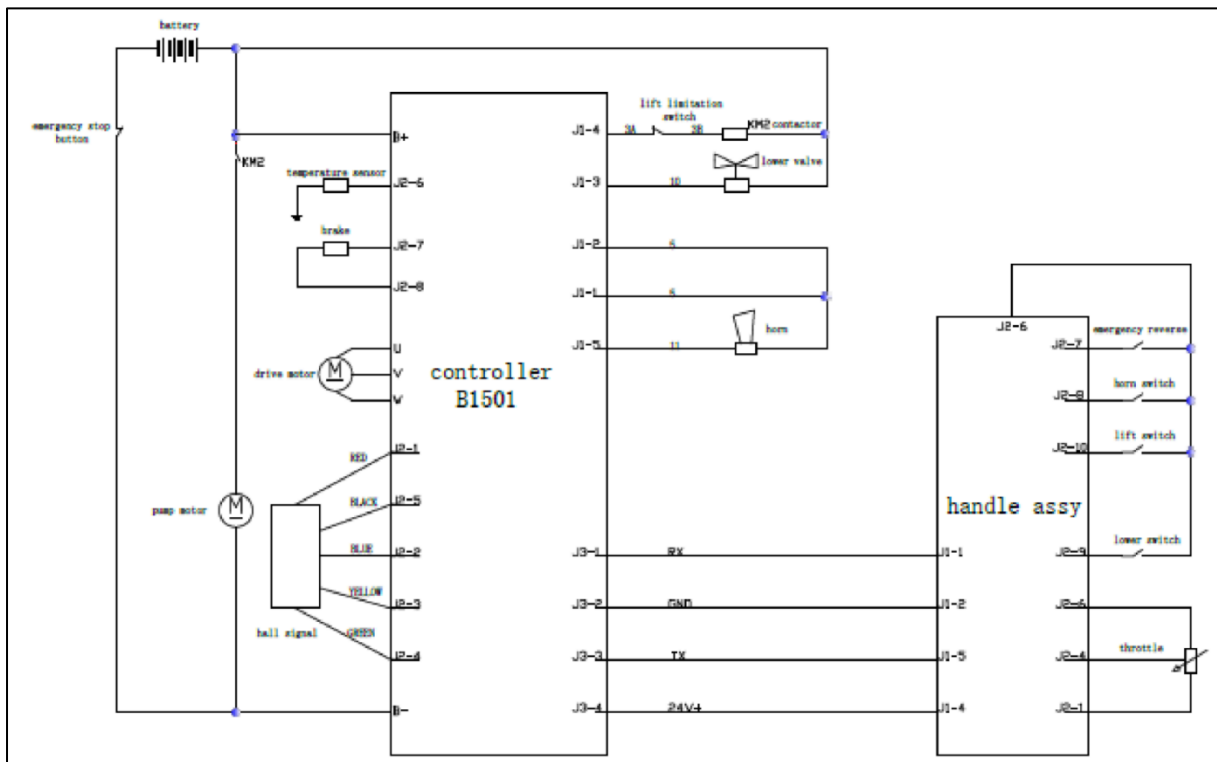 battery
emergency stop
button
KM2
pump motor
temperature sensor
brake
drive motor
M
M
hall signal
RED
BLACK
BLUE
YELLOW
GREEN
B+
J2-6
J2-7
J2-8
U
V
W
J2-1
J2-5
J2-2
J2-3
J2-4
B-
controller
B1501
J1-4
J1-3
J1-2
J1-1
J1-5
J3-1
J3-2
J3-3
J3-4
lift limitation
switch
3A
3B
KM2 contactor
lower valve
10
5
6
11
horn
RX
GND
TX
24V+
J1-1
J1-2
J1-5
J1-4
handle assy
J2-6
J2-7
J2-8
J2-10
J2-9
J2-6
J2-4
J2-1
emergency reverse
horn switch
lift switch
lower switch
throttle